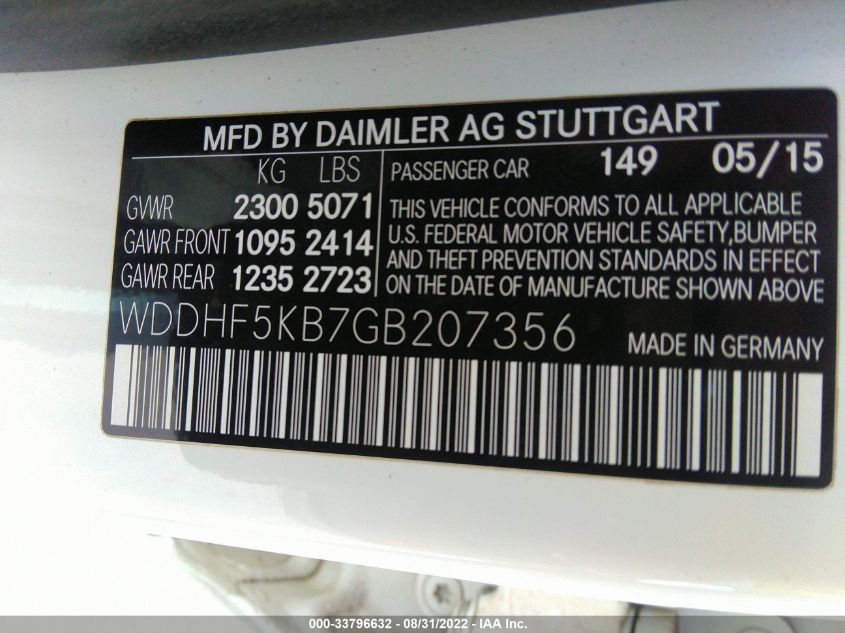 MFD BY DAIMLER AG STUTTGART
KG LBS
GVWR 2300 5071
GAWR FRONT 1095 2414
GAWR REAR 1235 2723
PASSENGER CAR 149 05/15
THIS VEHICLE CONFORMS TO ALL APPLICABLE
U.S. FEDERAL MOTOR VEHICLE SAFETY,BUMPER
AND THEFT PREVENTION STANDARDS IN EFFECT
ON THE DATE OF MANUFACTURE SHOWN ABOVE
WDDHF5KB7GB207356
MADE IN GERMANY
000-33796632 - 08/31/2022 - IAA Inc.